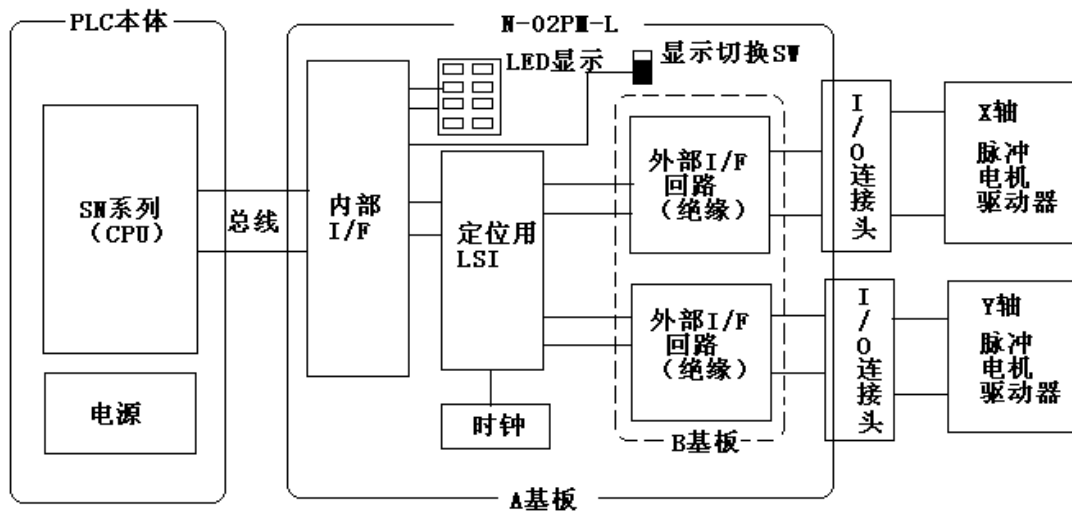 PLC本体
N-02PM-L
LED显示
显示切换SW
SN系列
(CPU)
总线
电源
内部
I/F
定位用
LSI
时钟
外部I/F
回路
(绝缘)
外部I/F
回路
(绝缘)
B基板
A基板
I/O连接头
I/O连接头
X轴
脉冲
电机
驱动器
Y轴
脉冲
电机
驱动器